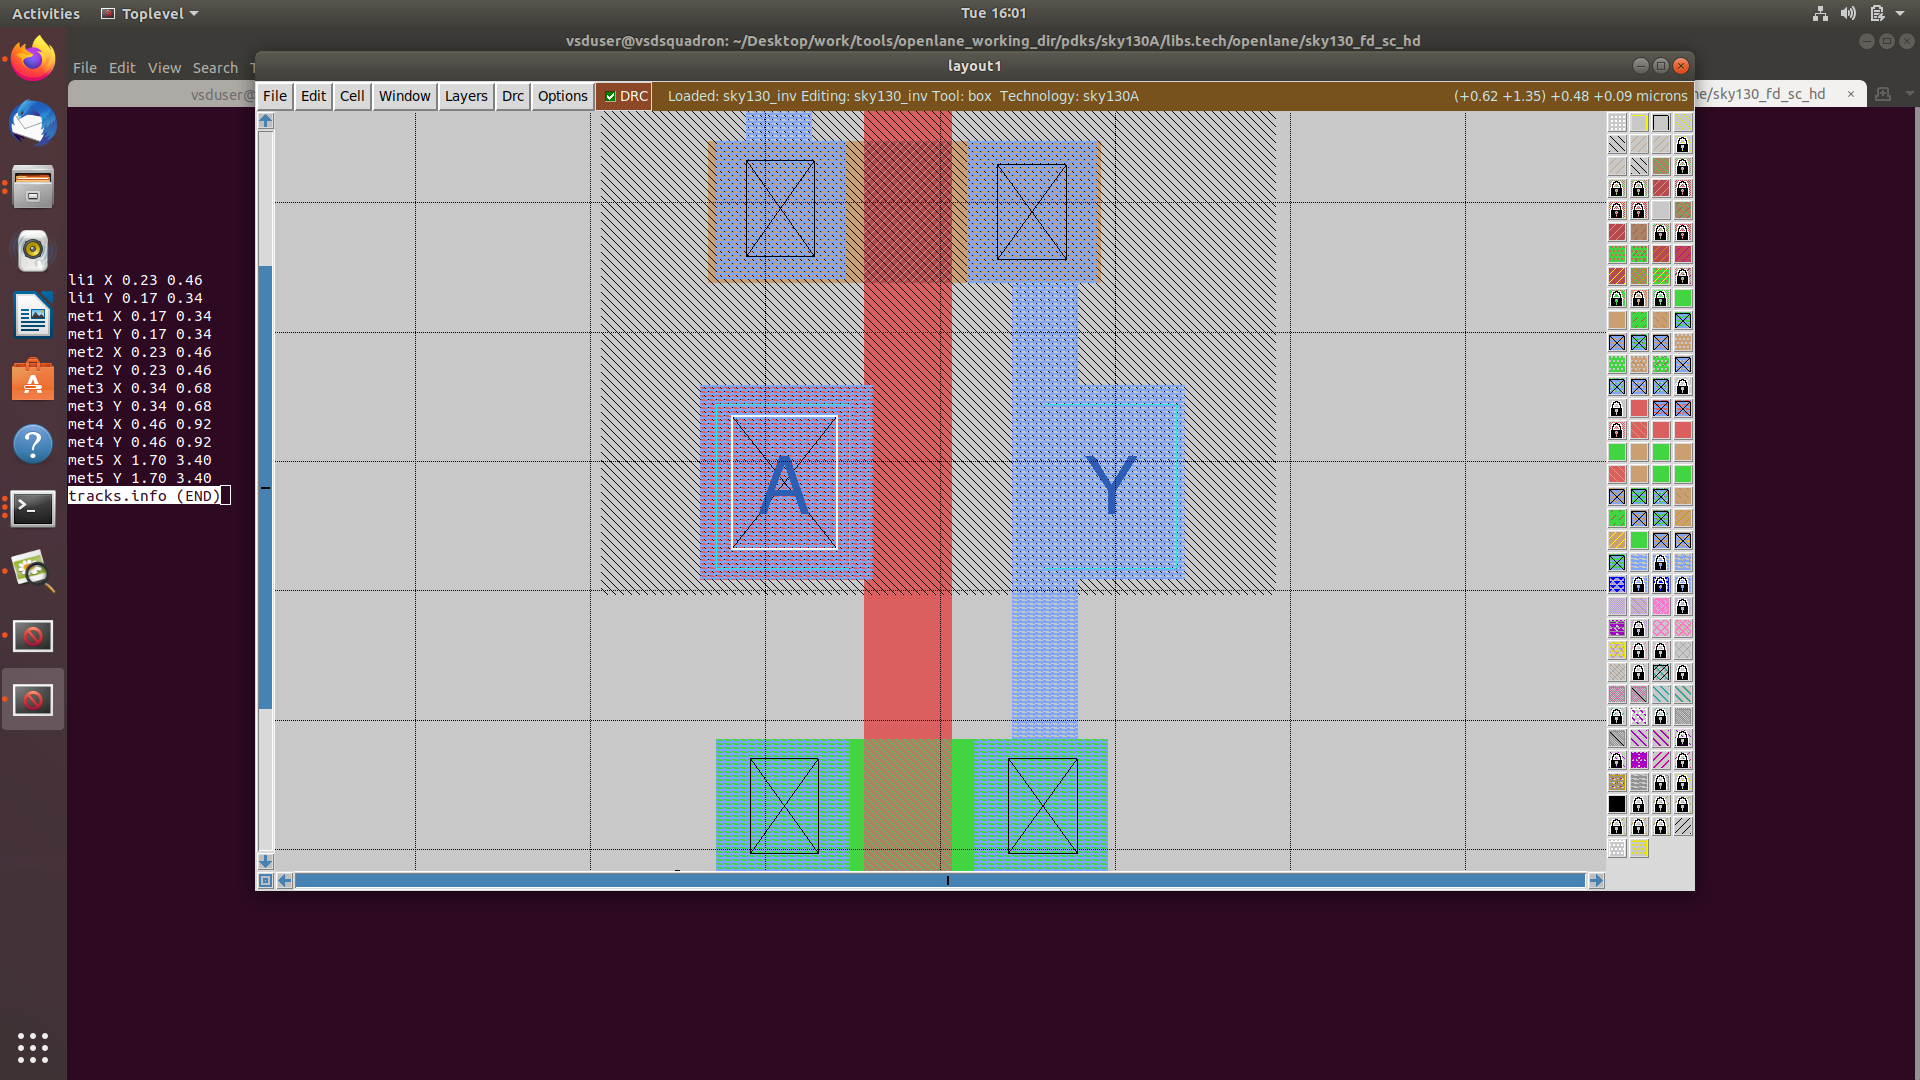 Activities Toplevel Tue 16:01
vsduser@vsdsquadron: ~/Desktop/work/tools/openlane_working_dir/pdks/sky130A/libs.tech/openlane/sky130_fd_sc_hd
File Edit View Search T
layout1
vsduser@
ne/sky130_fd_sc_hd ×
File Edit Cell Window Layers Drc Options DRC Loaded: sky130_inv Editing: sky130_inv Tool: box Technology: sky130A (+0.62 +1.35) +0.48 +0.09 microns
li1 X 0.23 0.46
li1 Y 0.17 0.34
met1 X 0.17 0.34
met1 Y 0.17 0.34
met2 X 0.23 0.46
met2 Y 0.23 0.46
met3 X 0.34 0.68
met3 Y 0.34 0.68
met4 X 0.46 0.92
met4 Y 0.46 0.92
met5 X 1.70 3.40
met5 Y 1.70 3.40
tracks.info (END)
A Y